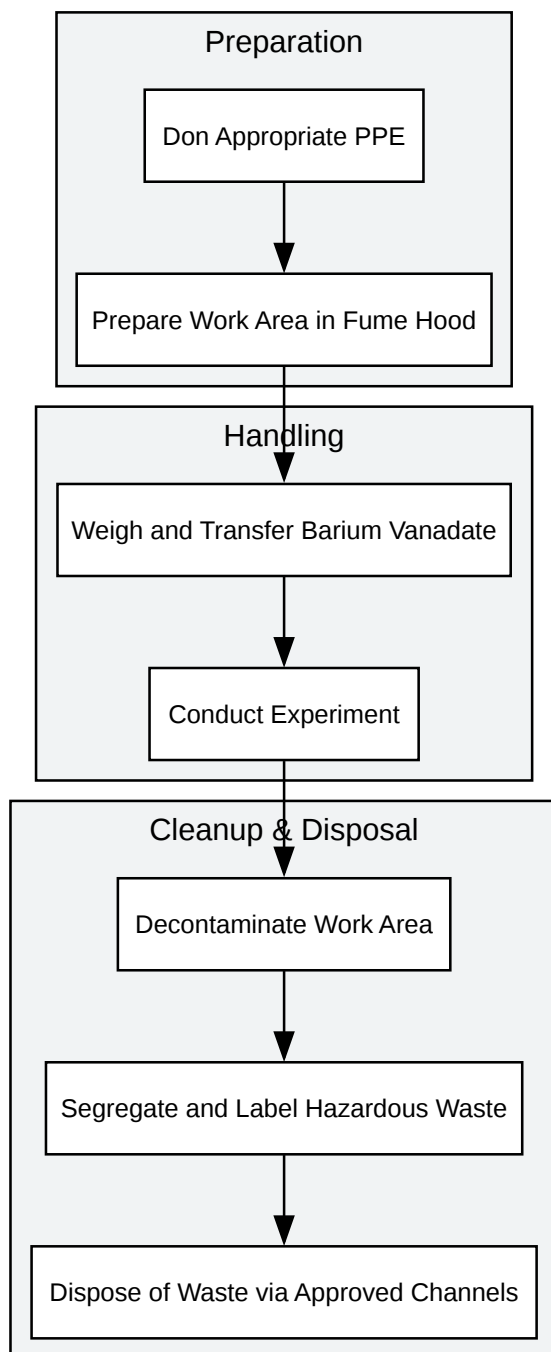 Preparation
Don Appropriate PPE
Prepare Work Area in Fume Hood
Handling
Weigh and Transfer Barium Vanadate
Conduct Experiment
Cleanup & Disposal
Decontaminate Work Area
Segregate and Label Hazardous Waste
Dispose of Waste via Approved Channels